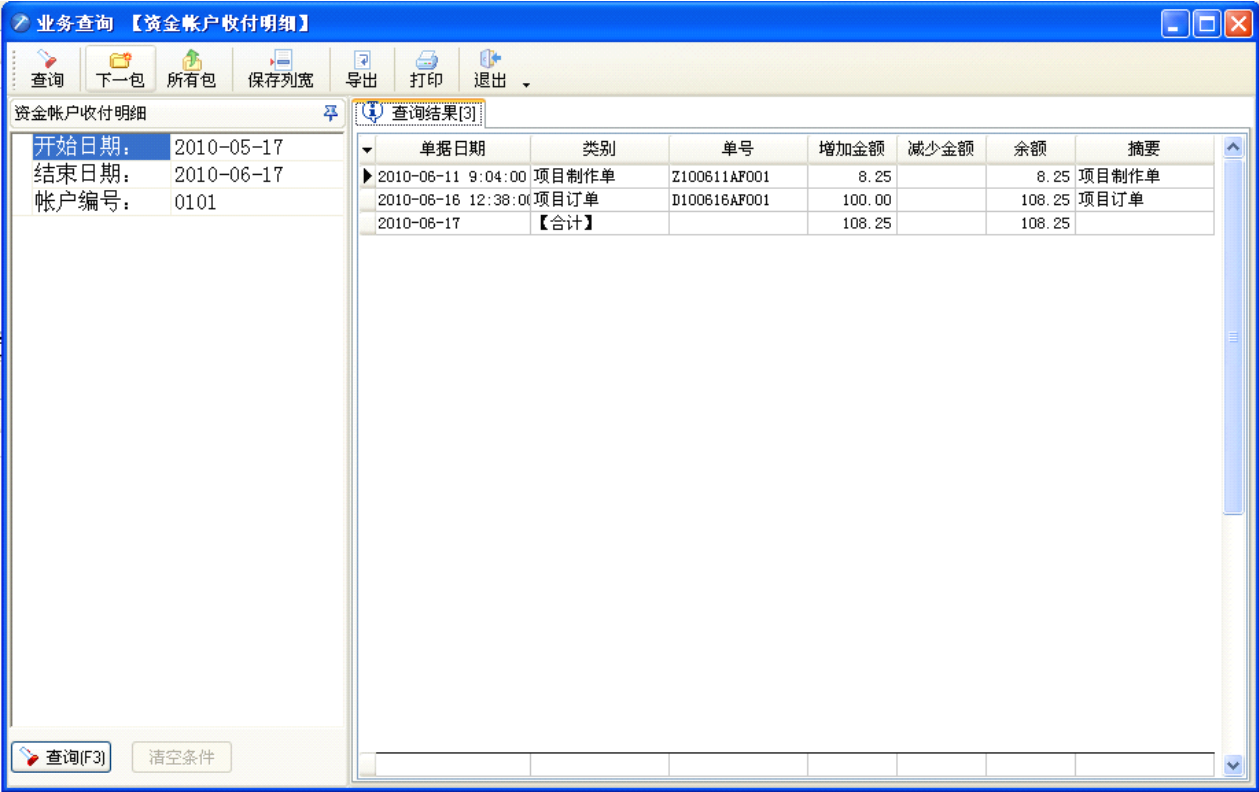 业务查询 【资金帐户收付明细】
查询 下一包 所有包 保存列宽 导出 打印 退出
资金帐户收付明细
查询结果[3]
开始日期： 2010-05-17
结束日期： 2010-06-17
帐户编号： 0101
单据日期 类别 单号 增加金额 减少金额 余额 摘要
2010-06-11 9:04:00 项目制作单 Z100611AF001 8.25 8.25 项目制作单
2010-06-16 12:38:00 项目订单 D100616AF001 100.00 108.25 项目订单
2010-06-17 【合计】 108.25 108.25
查询(F3) 清空条件